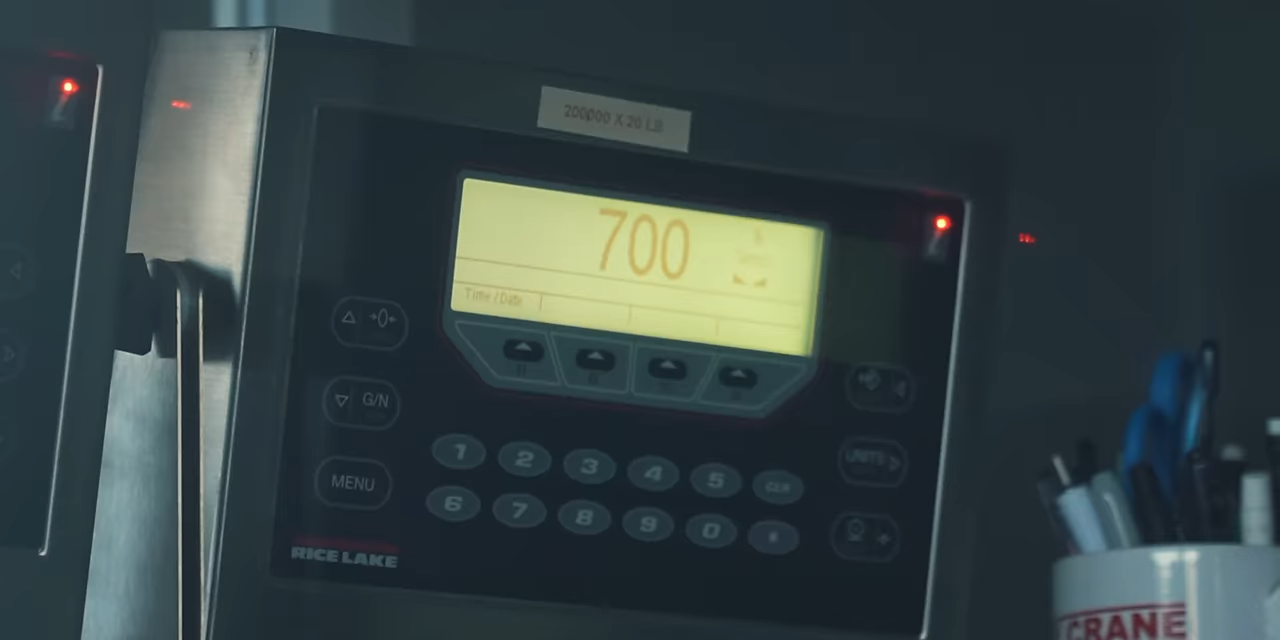 200000 X 20 LB
700
Time/Date
→0←
G/N
MENU
UNITS
1 2 3 4 5 CLR
6 7 8 9 0
RICE LAKE
CRANE